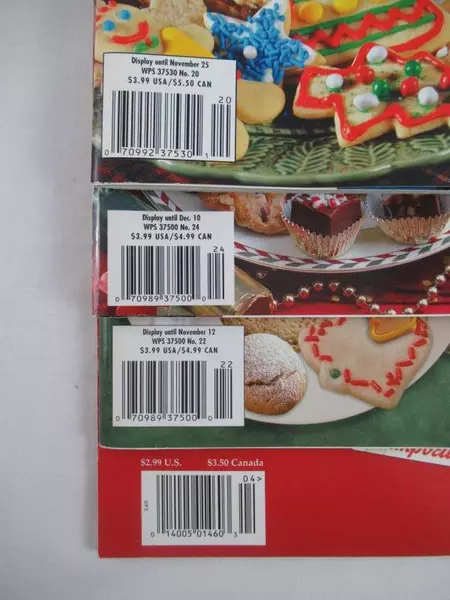 Display until November 25
WPS 37530 No. 20
$3.99 USA/$5.50 CAN
20
0 70992 37530 1
Display until Dec. 10
WPS 37500 No. 24
$3.99 USA/$4.99 CAN
24
0 70989 37500
Display until November 12
WPS 37500 No. 22
$3.99 USA/$4.99 CAN
22
0 70989 37500
$2.99 U.S. $3.50 Canada
04>
0 14005 01460 3